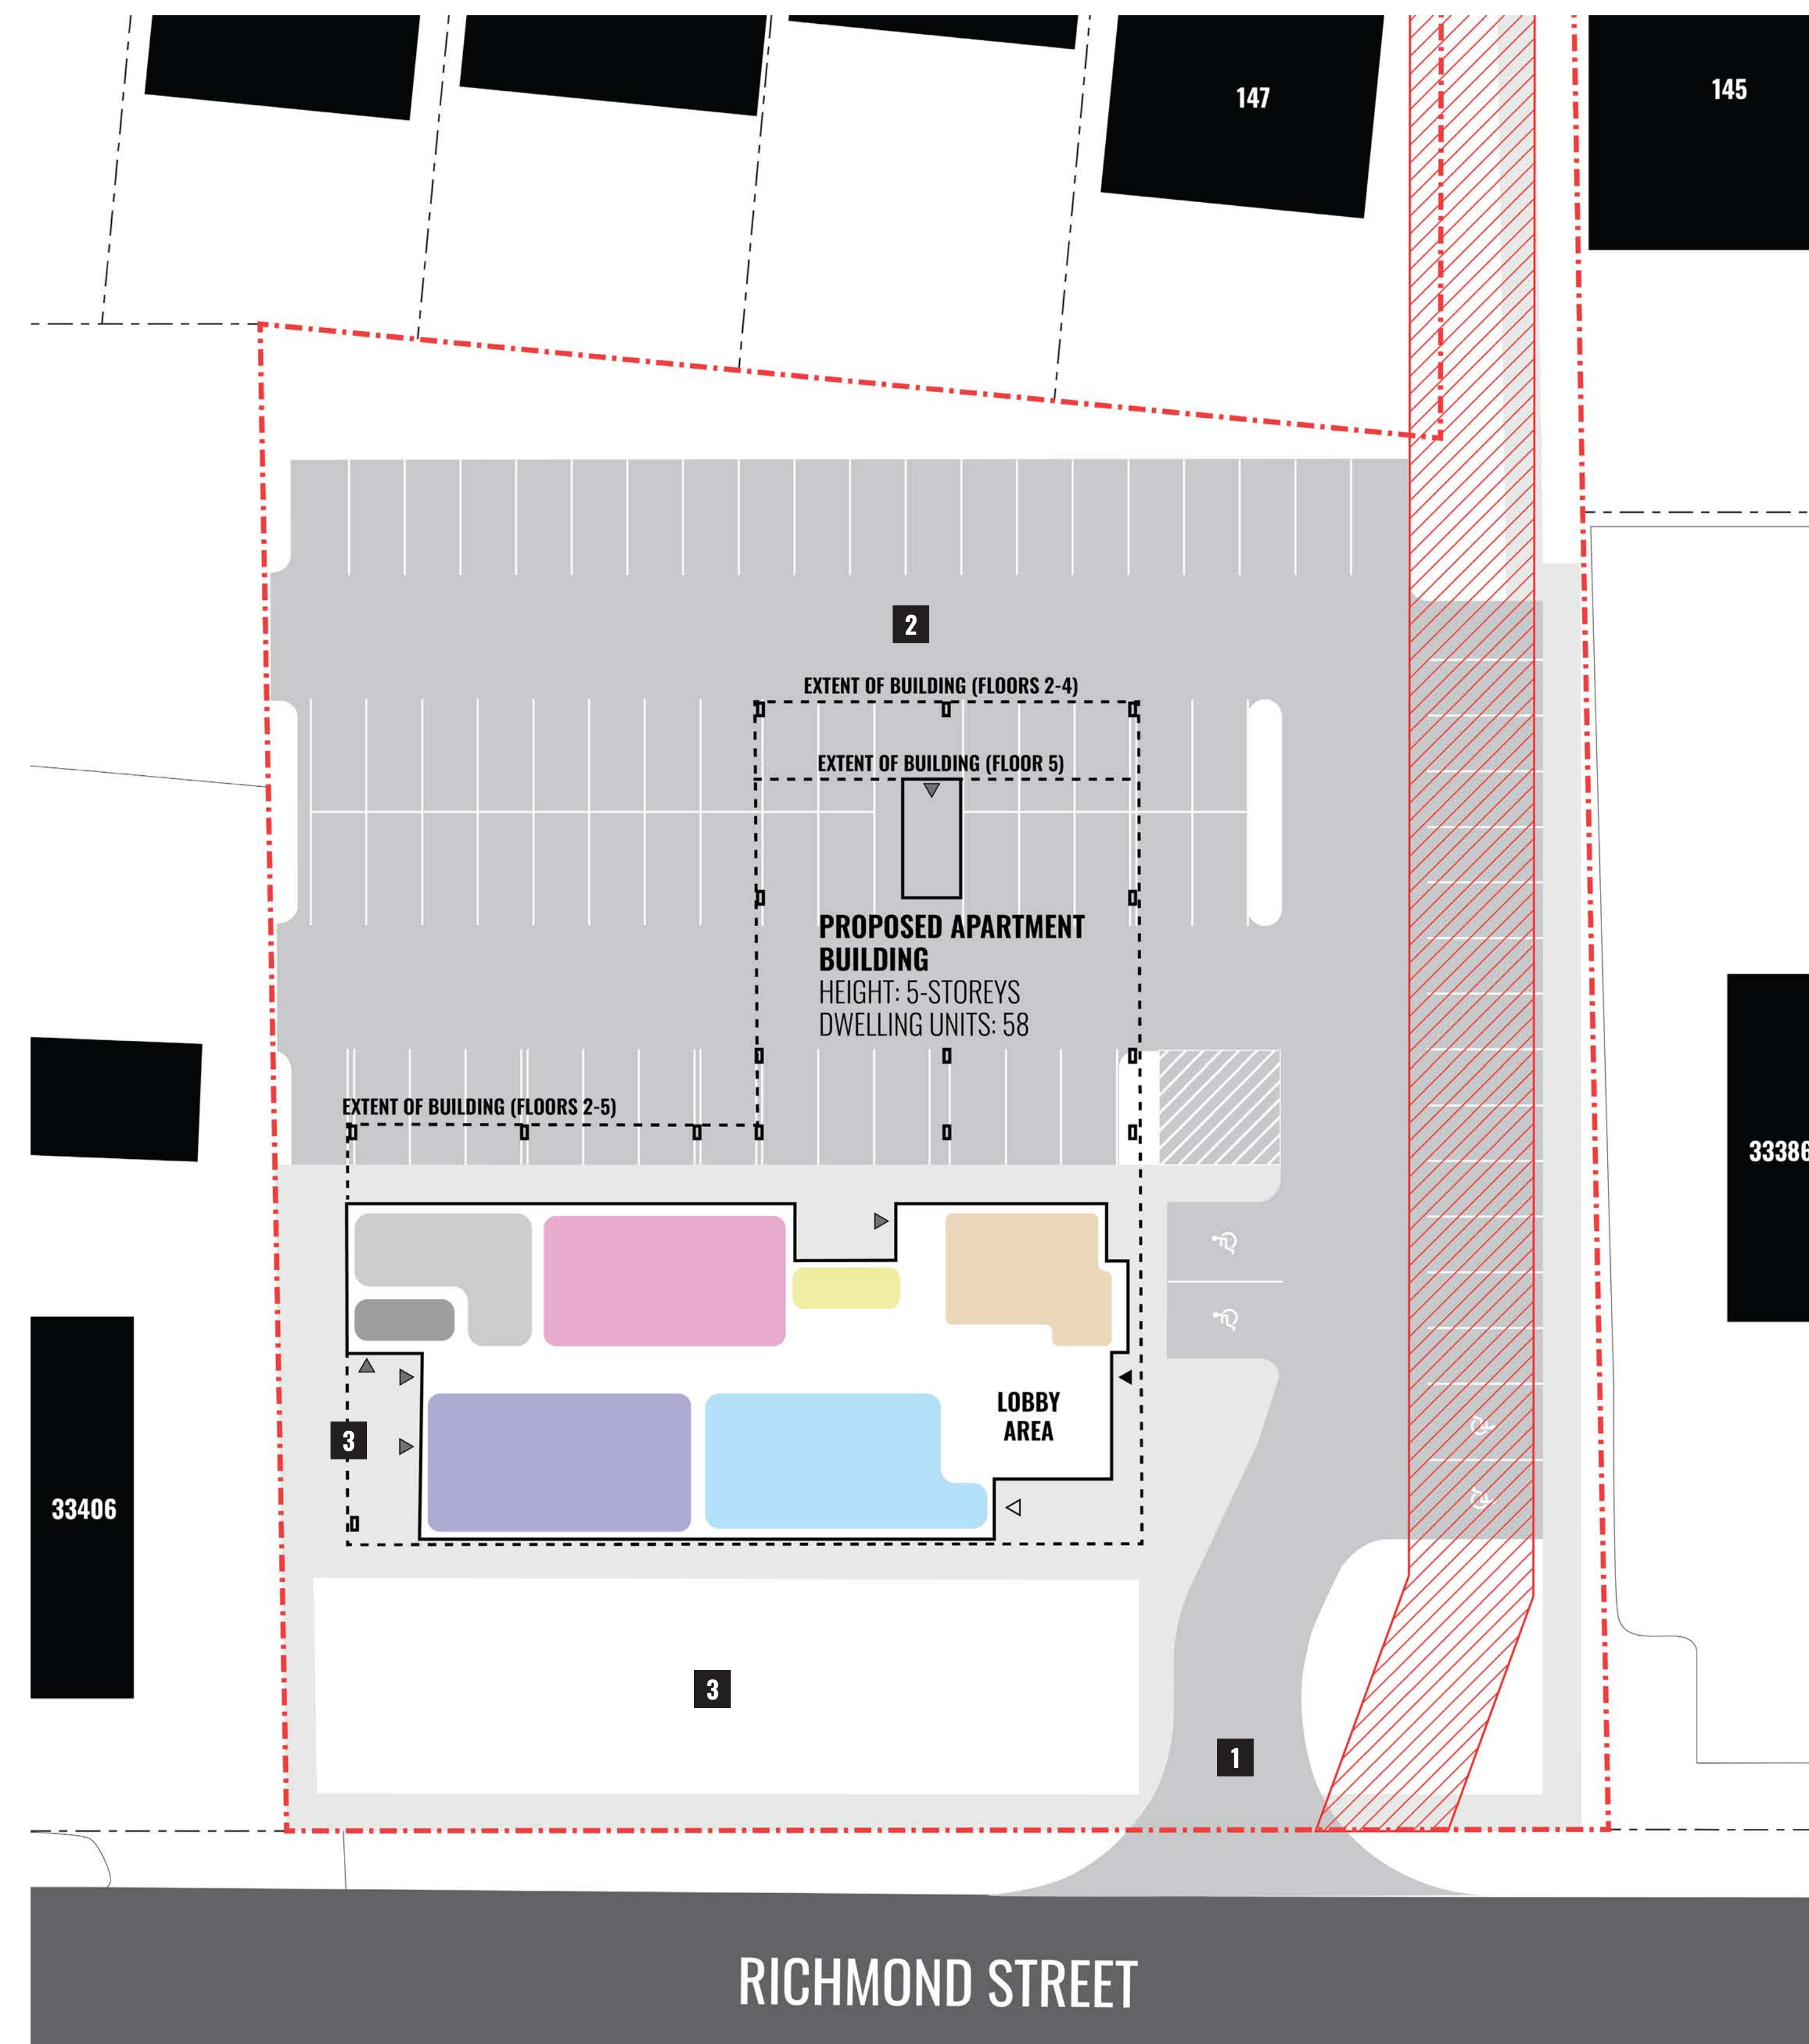 147
145
2
EXTENT OF BUILDING (FLOORS 2-4)
EXTENT OF BUILDING (FLOOR 5)
PROPOSED APARTMENT
BUILDING
HEIGHT: 5-STOREYS
DWELLING UNITS: 58
EXTENT OF BUILDING (FLOORS 2-5)
33386
LOBBY
AREA
3
33406
3
1
RICHMOND STREET